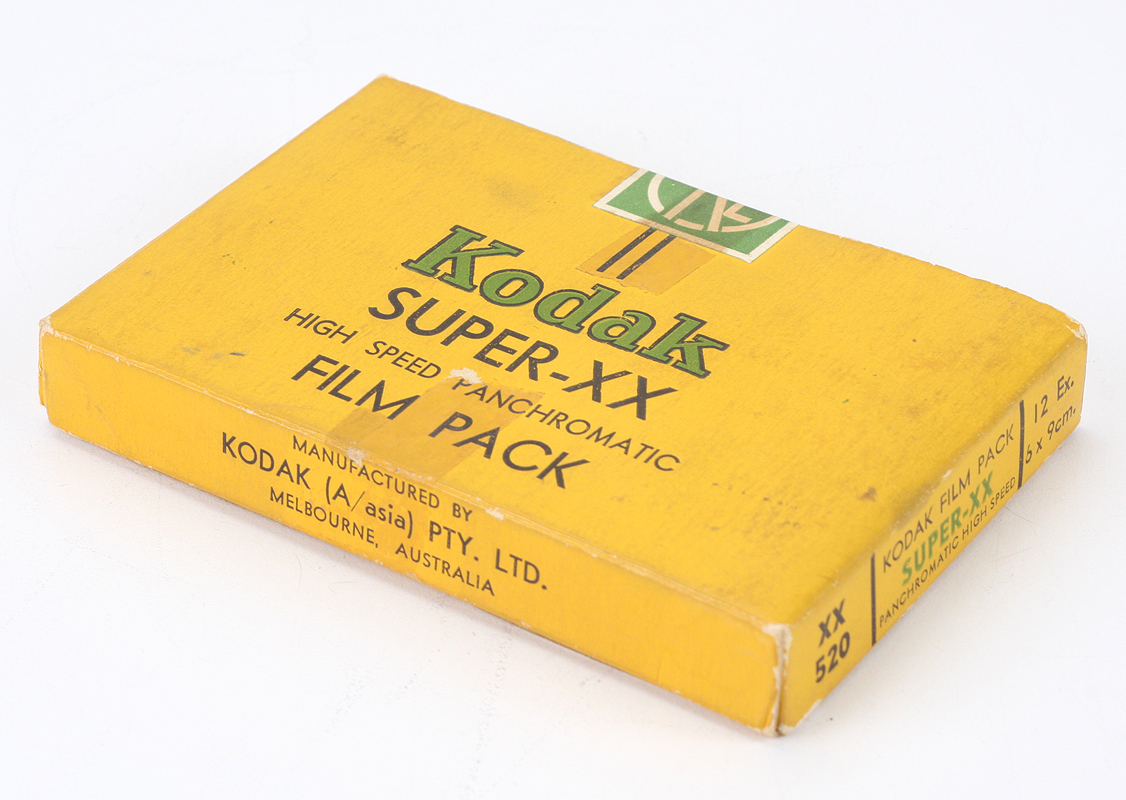 Kodak
SUPER-XX
HIGH SPEED PANCHROMATIC
FILM PACK
MANUFACTURED BY
KODAK (A/asia) PTY. LTD.
MELBOURNE, AUSTRALIA
XX
520
KODAK FILM PACK
SUPER-XX
PANCHROMATIC HIGH SPEED
12 Ex.
6 x 9cm.